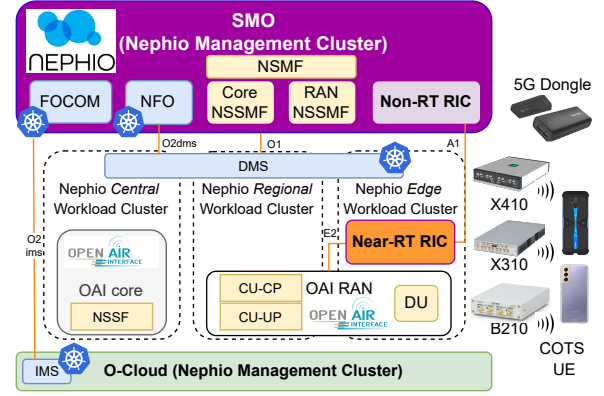 SMO
(Nephio Management Cluster)
NEPHIO
NSMF
FOCOM
NFO
Core
NSSMF
RAN
NSSMF
Non-RT RIC
5G Dongle
O2dms
O1
A1
DMS
Nephio Central
Workload Cluster
Nephio Regional
Workload Cluster
Nephio Edge
Workload Cluster
X410
O2
ims
E2
Near-RT RIC
OPEN AIR
INTERFACE
X310
OAI core
NSSF
CU-CP
CU-UP
OAI RAN
OPEN AIR
INTERFACE
DU
B210
COTS
UE
IMS
O-Cloud (Nephio Management Cluster)